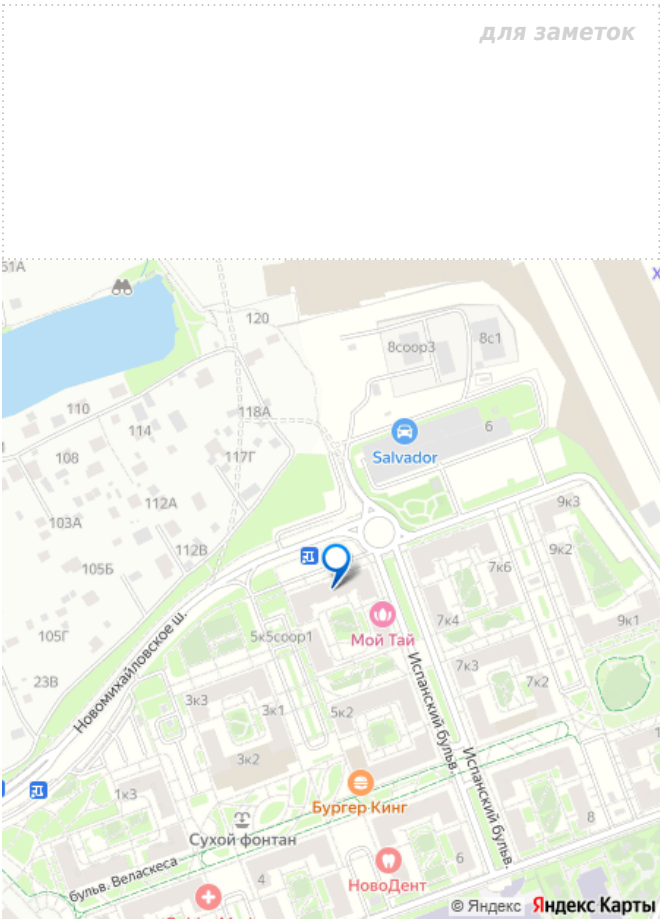 для заметок
51А
120
8соор3
8с1
110
118А
114
Salvador
6
117Г
108
112А
9к3
103А
112В
9к2
105Б
7к6
7к4
9к1
105Г
5к5соор1
Мой Тай
Новомихайловское ш.
Испанский бульв.
7к3
7к2
23В
3к3
3к1
5к2
3к2
Испанский бульв.
1к3
Бургер Кинг
8
Сухой фонтан
бульв. Веласкеса
4
НовоДент
6
© Яндекс
Яндекс Карты